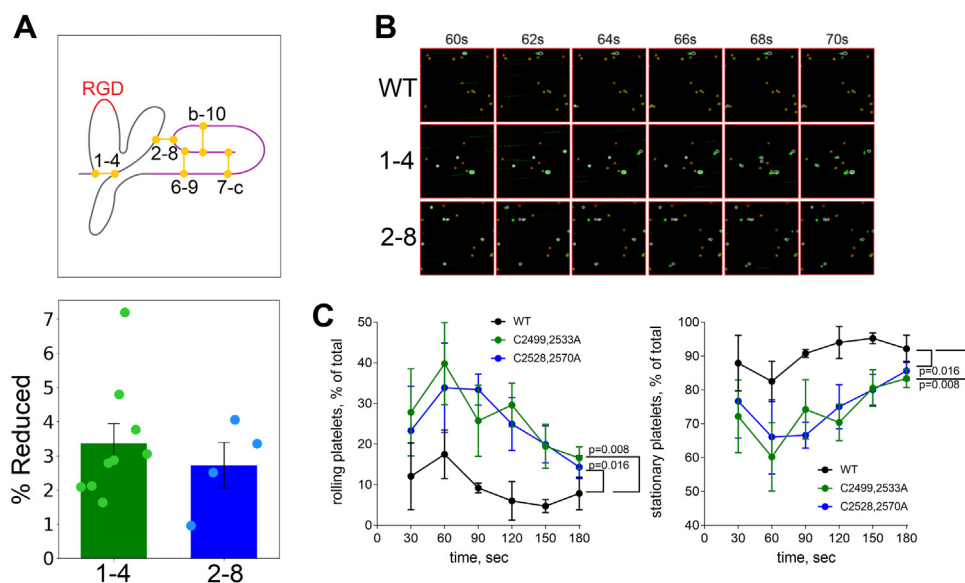 A
RGD
b-10
1-4
2-8
6-9
7-c
% Reduced
7
6
5
4
3
2
1
0
1-4
2-8
B
60s
62s
64s
66s
68s
70s
WT
1-4
2-8
C
rolling platelets, % of total
50
40
30
20
10
0
WT
C2499,2533A
C2528,2570A
p=0.008
p=0.016
0
30
60
90
120
150
180
time, sec
stationary platelets, % of total
100
90
80
70
60
50
40
p=0.016
p=0.008
WT
C2499,2533A
C2528,2570A
0
30
60
90
120
150
180
time, sec